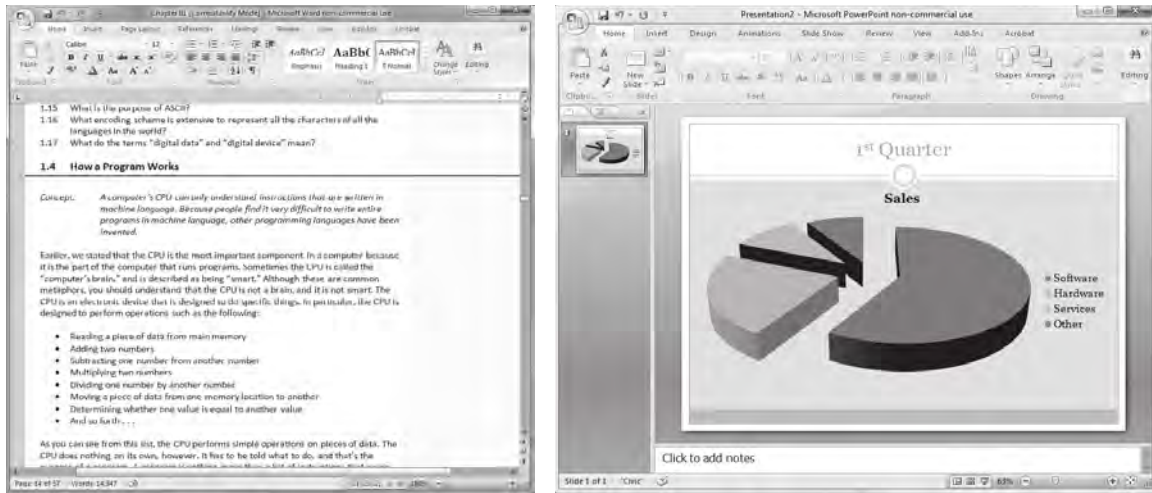 Chapter 01 [Compatibility Mode] - Microsoft Word non-commercial use
Home Insert Page Layout References Mailings Review View
Calibri 12
Paste
AaBbCcI AaBb( AaBbCcI
Emphasis Heading 1 ¶ Normal
Change Styles Editing
1.15 What is the purpose of ASCII?
1.16 What encoding scheme is extensive to represent all the characters of all the
languages in the world?
1.17 What do the terms "digital data" and "digital device" mean?
1.4 How a Program Works
Concept: A computer's CPU can only understand instructions that are written in
machine language. Because people find it very difficult to write entire
programs in machine language, other programming languages have been
invented.
Earlier, we stated that the CPU is the most important component in a computer because
it is the part of the computer that runs programs. Sometimes the CPU is called the
"computer's brain," and is described as being "smart." Although these are common
metaphors, you should understand that the CPU is not a brain, and it is not smart. The
CPU is an electronic device that is designed to do specific things. In particular, the CPU is
designed to perform operations such as the following:
• Reading a piece of data from main memory
• Adding two numbers
• Subtracting one number from another number
• Multiplying two numbers
• Dividing one number by another number
• Moving a piece of data from one memory location to another
• Determining whether one value is equal to another value
• And so forth . . .
As you can see from this list, the CPU performs simple operations on pieces of data. The
CPU does nothing on its own, however. It has to be told what to do, and that's the
Page: 14 of 57 Words: 14,347
Presentation2 - Microsoft PowerPoint non-commercial use
Home Insert Design Animations Slide Show Review View Add-Ins Acrobat
Paste New Slide Shapes Arrange Editing
Slides Font Paragraph Drawing
1st Quarter
Sales
Software
Hardware
Services
Other
Click to add notes
Slide 1 of 1 "Civic" 63%